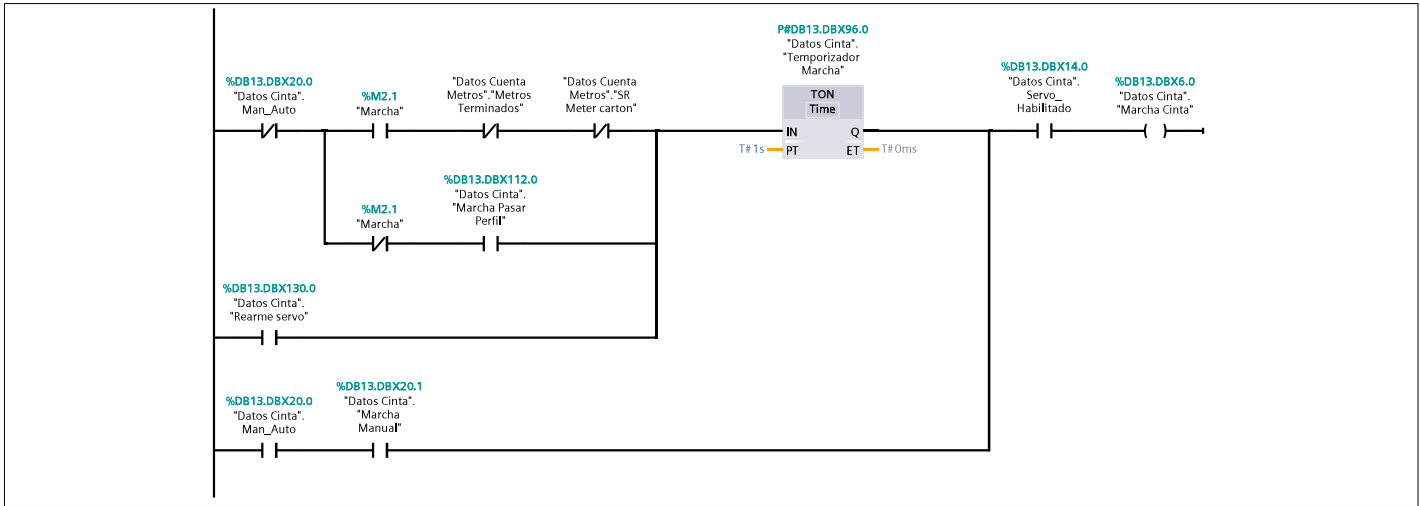 P#DB13.DBX96.0
"Datos Cinta".
"Temporizador
Marcha"
%DB13.DBX20.0
"Datos Cinta".
Man_Auto
%M2.1
"Marcha"
"Datos Cuenta
Metros"."Metros
Terminados"
"Datos Cuenta
Metros"."SR
Meter carton"
TON
Time
IN
Q
T#1s
PT
ET
T#0ms
%DB13.DBX14.0
"Datos Cinta".
Servo_
Habilitado
%DB13.DBX6.0
"Datos Cinta".
"Marcha Cinta"
%M2.1
"Marcha"
%DB13.DBX112.0
"Datos Cinta".
"Marcha Pasar
Perfil"
%DB13.DBX130.0
"Datos Cinta".
"Rearme servo"
%DB13.DBX20.0
"Datos Cinta".
Man_Auto
%DB13.DBX20.1
"Datos Cinta".
"Marcha
Manual"